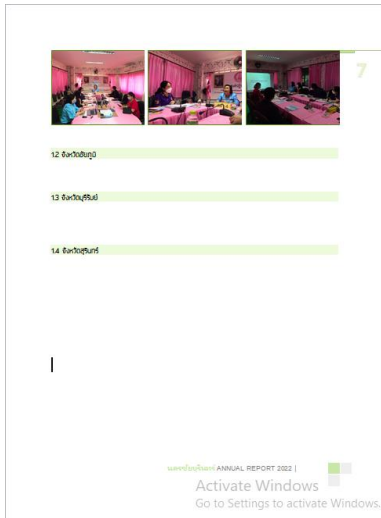 7
1.2 จังหวัดชัยภูมิ
1.3 จังหวัดบุรีรัมย์
1.4 จังหวัดสุรินทร์
ANNUAL REPORT 2022 |
Activate Windows
Go to Settings to activate Windows.